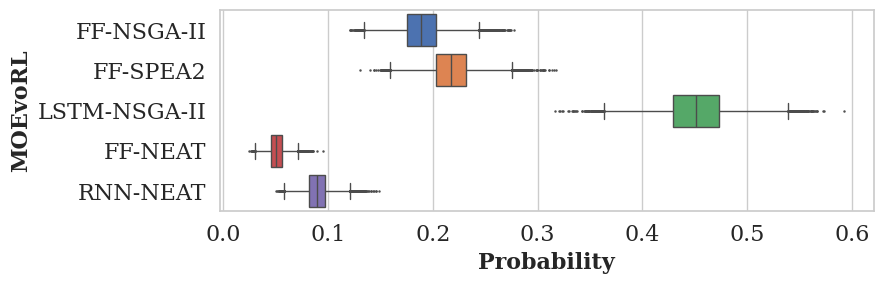 MOEvoRL
FF-NSGA-II
FF-SPEA2
LSTM-NSGA-II
FF-NEAT
RNN-NEAT
0.0 0.1 0.2 0.3 0.4 0.5 0.6
Probability